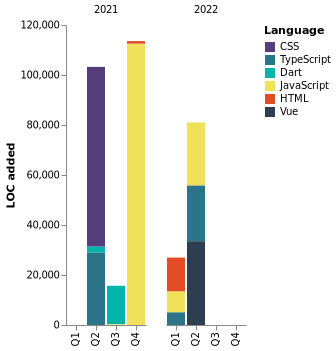 2021 2022
Language
CSS
TypeScript
Dart
JavaScript
HTML
Vue
LOC added
120,000
100,000
80,000
60,000
40,000
20,000
0
Q1 Q2 Q3 Q4 Q1 Q2 Q3 Q4